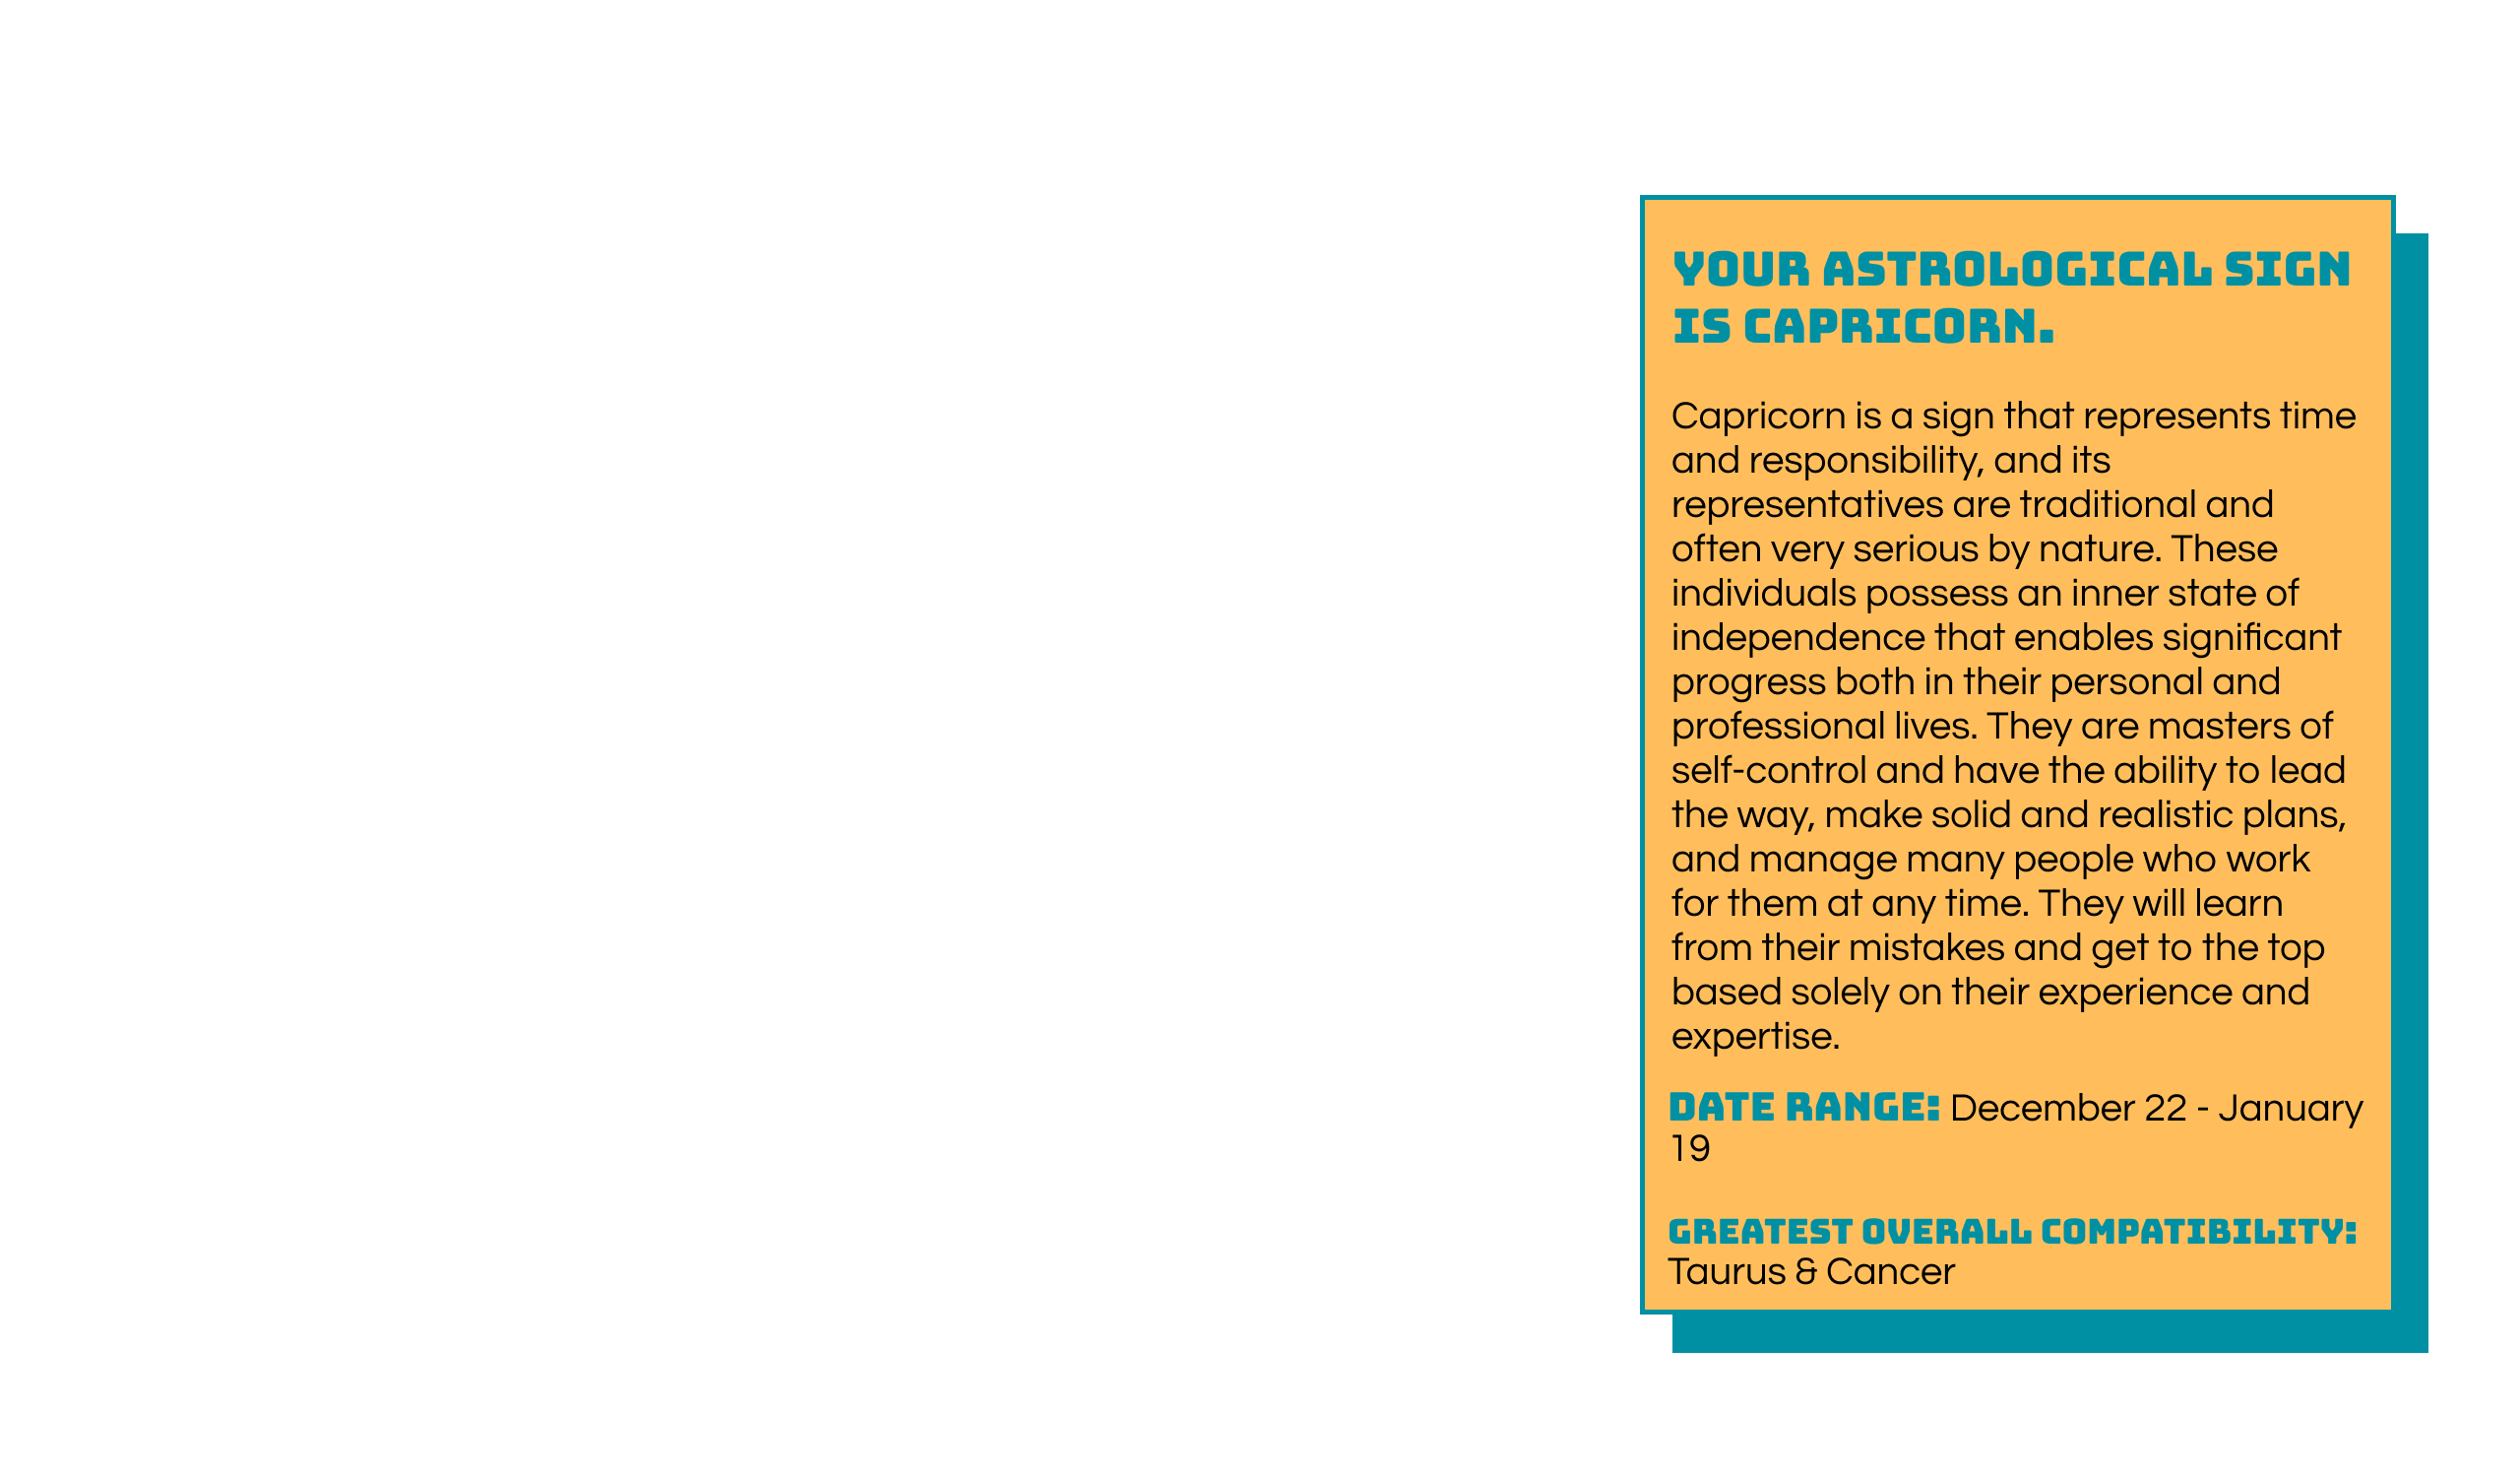 YOUR ASTROLOGICAL SIGN
IS CAPRICORN.
Capricorn is a sign that represents time
and responsibility, and its
representatives are traditional and
often very serious by nature. These
individuals possess an inner state of
independence that enables significant
progress both in their personal and
professional lives. They are masters of
self-control and have the ability to lead
the way, make solid and realistic plans,
and manage many people who work
for them at any time. They will learn
from their mistakes and get to the top
based solely on their experience and
expertise.
DATE RANGE: December 22 - January
19
GREATEST OVERALL COMPATIBILITY:
Taurus & Cancer